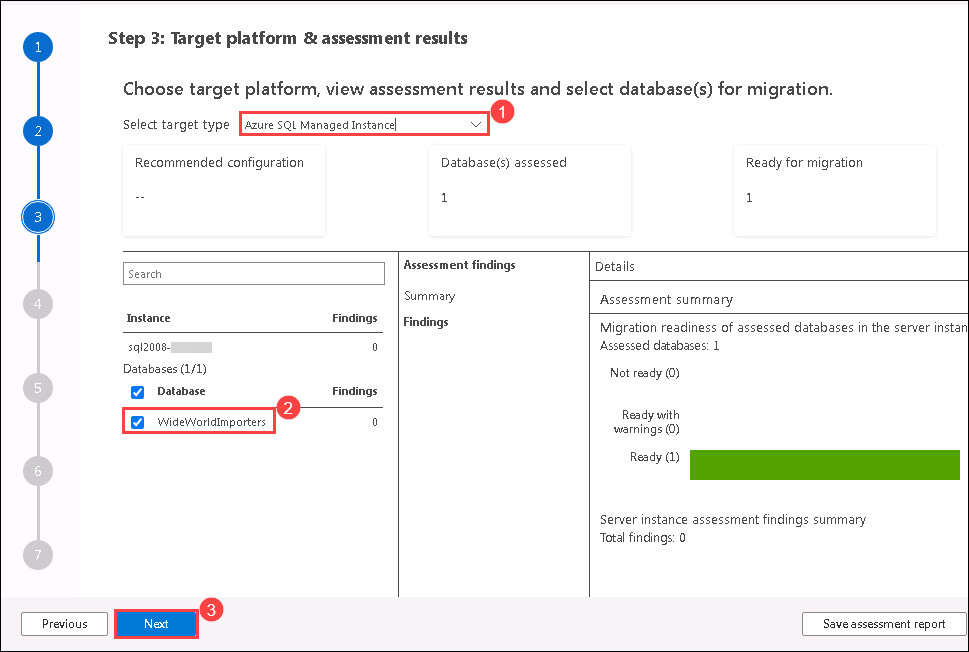 1
Step 3: Target platform & assessment results
Choose target platform, view assessment results and select database(s) for migration.
Select target type
Azure SQL Managed Instance
1
2
Recommended configuration
--
Database(s) assessed
1
Ready for migration
1
3
Search
Instance
Findings
sql2008-
0
Databases (1/1)
Database
Findings
WideWorldImporters
0
2
Assessment findings
Summary
Findings
Details
Assessment summary
Migration readiness of assessed databases in the server instan
Assessed databases: 1
Not ready (0)
Ready with
warnings (0)
Ready (1)
Server instance assessment findings summary
Total findings: 0
4
5
6
7
Previous
Next
3
Save assessment report